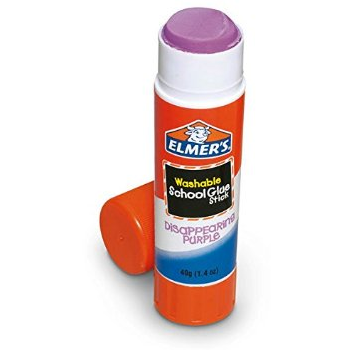 ELMER'S
Washable
School Glue
Stick
DISAPPEARING
PURPLE
40g (1.4 oz)